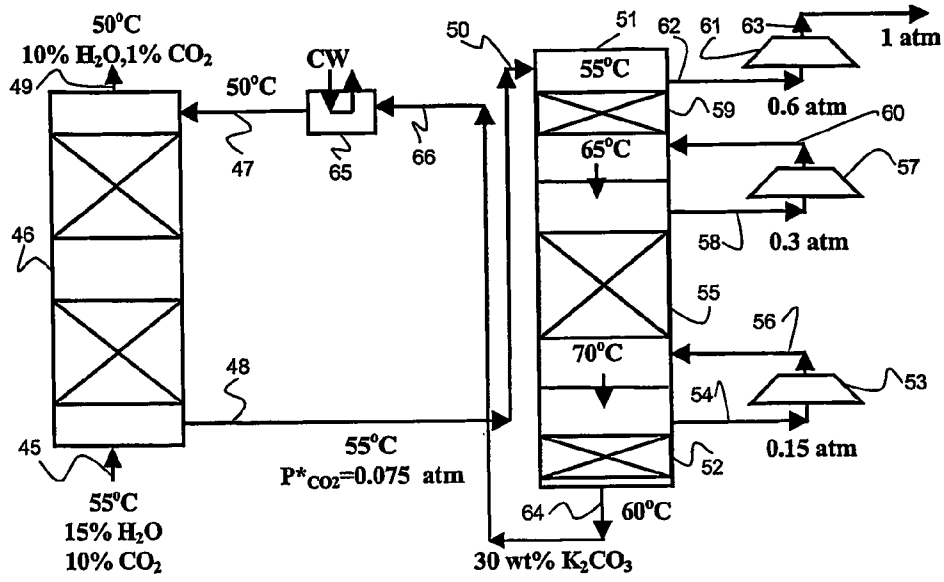 50°C
10% H₂O,1% CO₂
49
50°C
CW
47
65
66
46
48
45
55°C
15% H₂O
10% CO₂
55°C
P*CO2=0.075 atm
50
51
55°C
62
61
63
1 atm
0.6 atm
59
60
65°C
57
58
0.3 atm
55
56
70°C
53
54
0.15 atm
52
64
60°C
30 wt% K₂CO₃